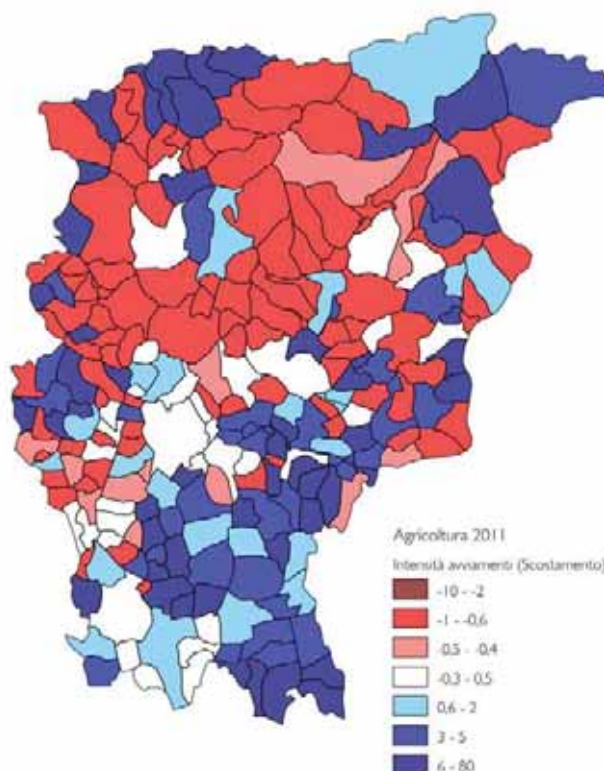 Agricoltura 2011
Intensità avviamenti (Scostamento)
-10 - -2
-1 - -0,6
-0,5 - -0,4
-0,3 - 0,5
0,6 - 2
3 - 5
6 - 80